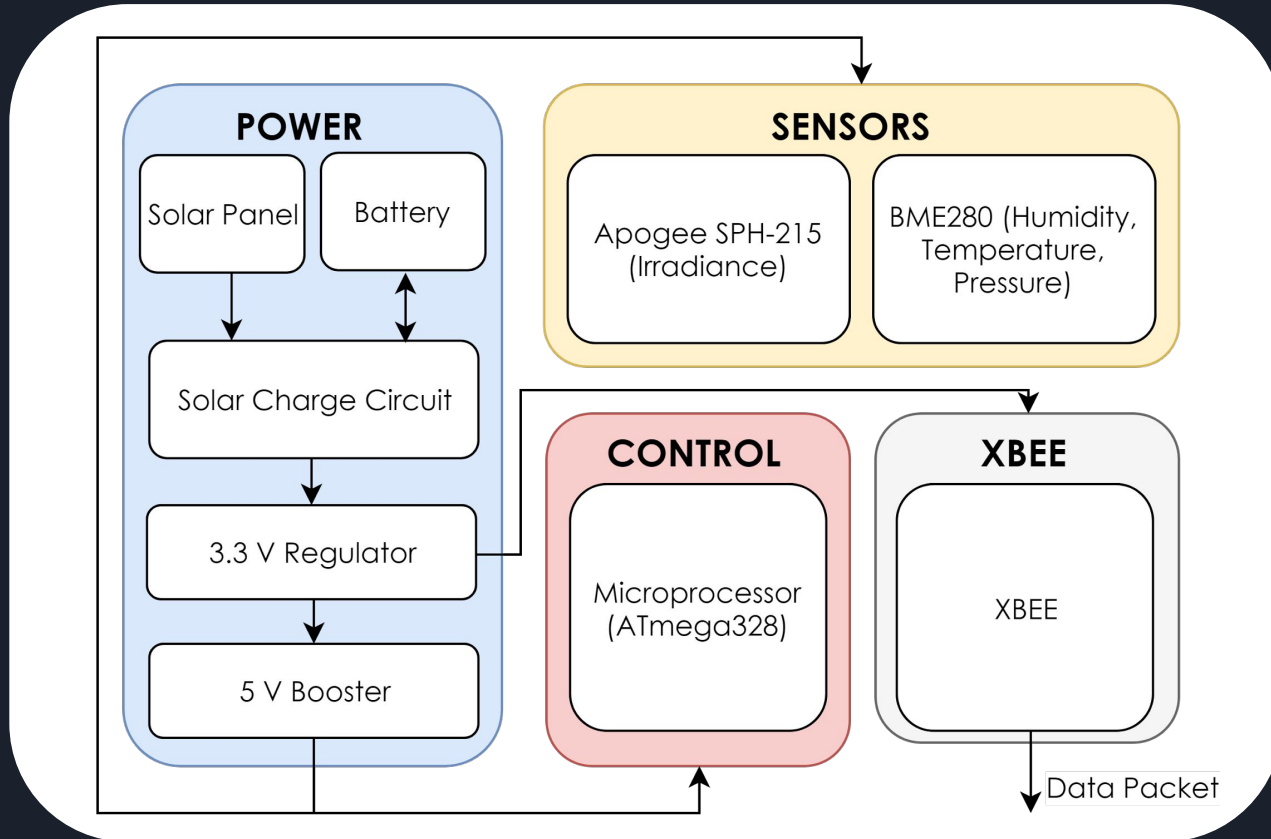 POWER
Solar Panel
Battery
Solar Charge Circuit
3.3 V Regulator
5 V Booster
SENSORS
Apogee SPH-215
(Irradiance)
BME280 (Humidity,
Temperature,
Pressure)
CONTROL
Microprocessor
(ATmega328)
XBEE
XBEE
Data Packet